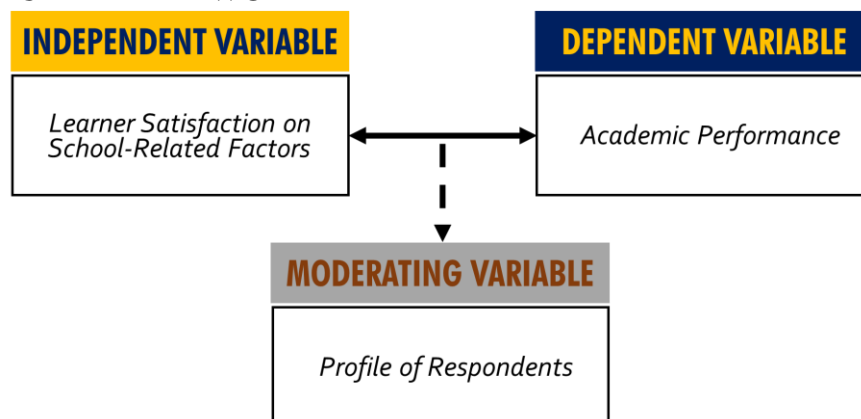 INDEPENDENT VARIABLE
DEPENDENT VARIABLE
Learner Satisfaction on
School-Related Factors
Academic Performance
MODERATING VARIABLE
Profile of Respondents